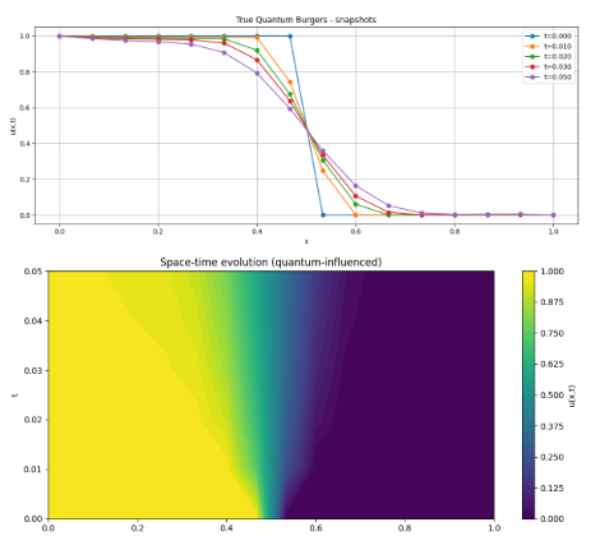 True Quantum Burgers - snapshots
1.0
0.8
0.6
0.4
0.2
0.0
u(x,t)
t=0.000
t=0.010
t=0.020
t=0.030
t=0.050
0.0 0.2 0.4 0.6 0.8 1.0
x
Space-time evolution (quantum-influenced)
0.05
0.04
0.03
0.02
0.01
0.00
t
0.0 0.2 0.4 0.6 0.8 1.0
1.000
0.875
0.750
0.625
0.500
0.375
0.250
0.125
0.000
u(x,t)